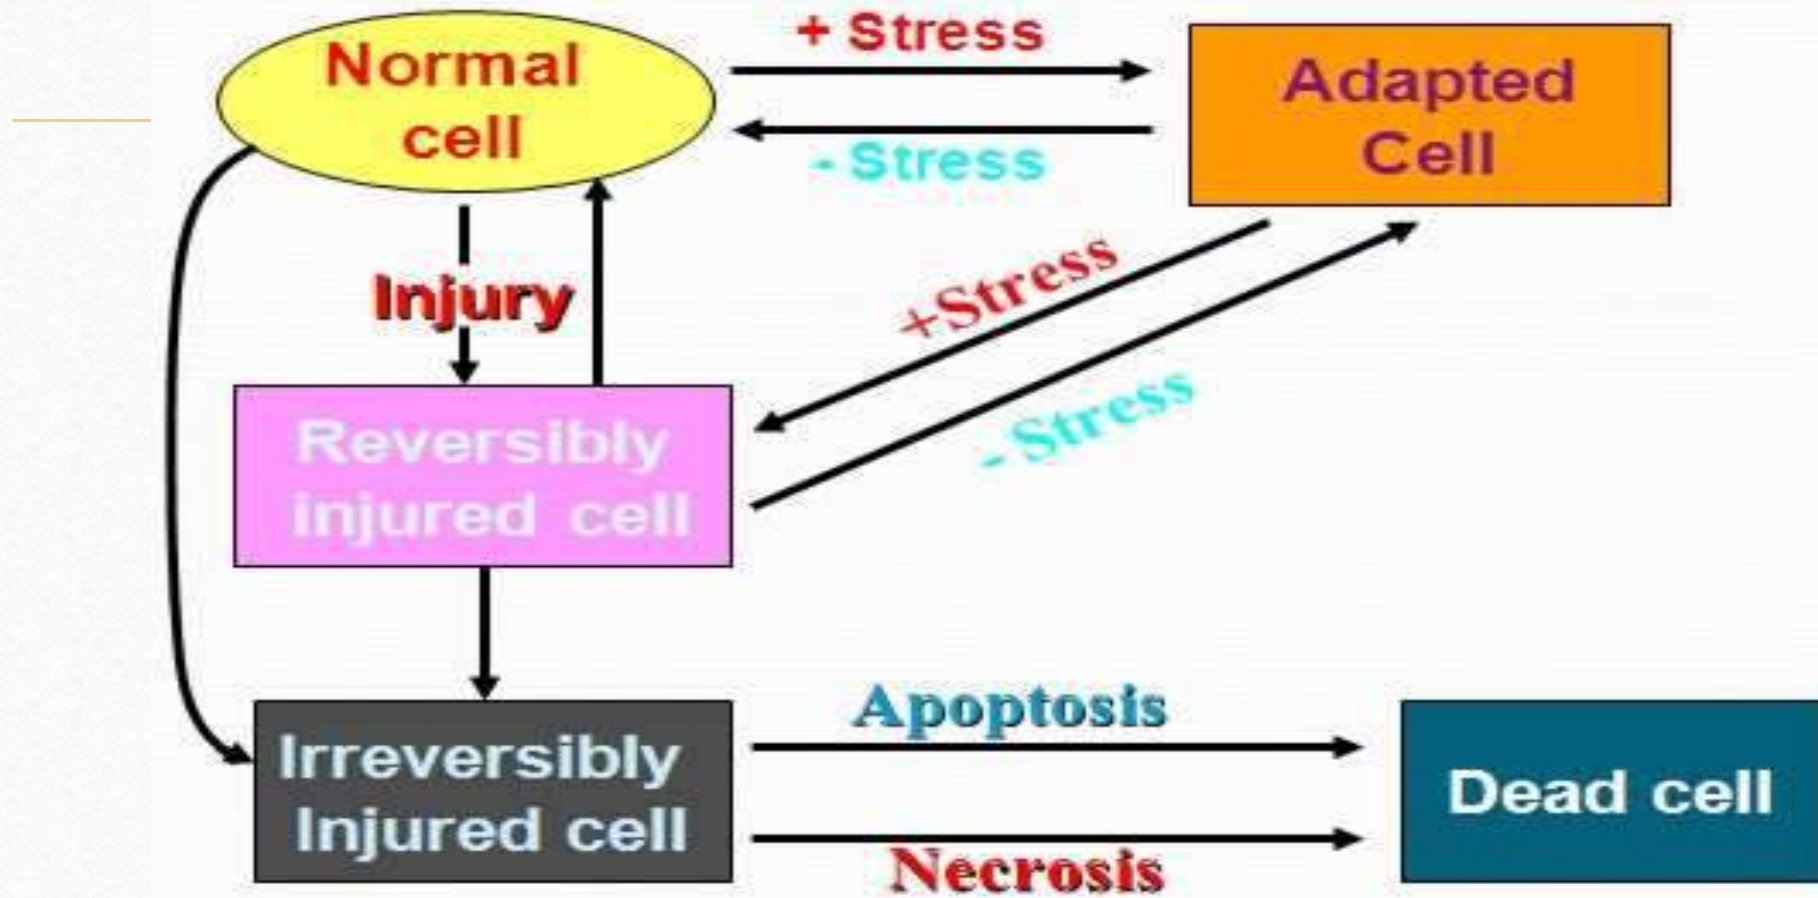 Normal
cell
+ Stress
- Stress
Adapted
Cell
Injury
+Stress
- Stress
Reversibly
injured cell
Irreversibly
Injured cell
Apoptosis
Necrosis
Dead cell